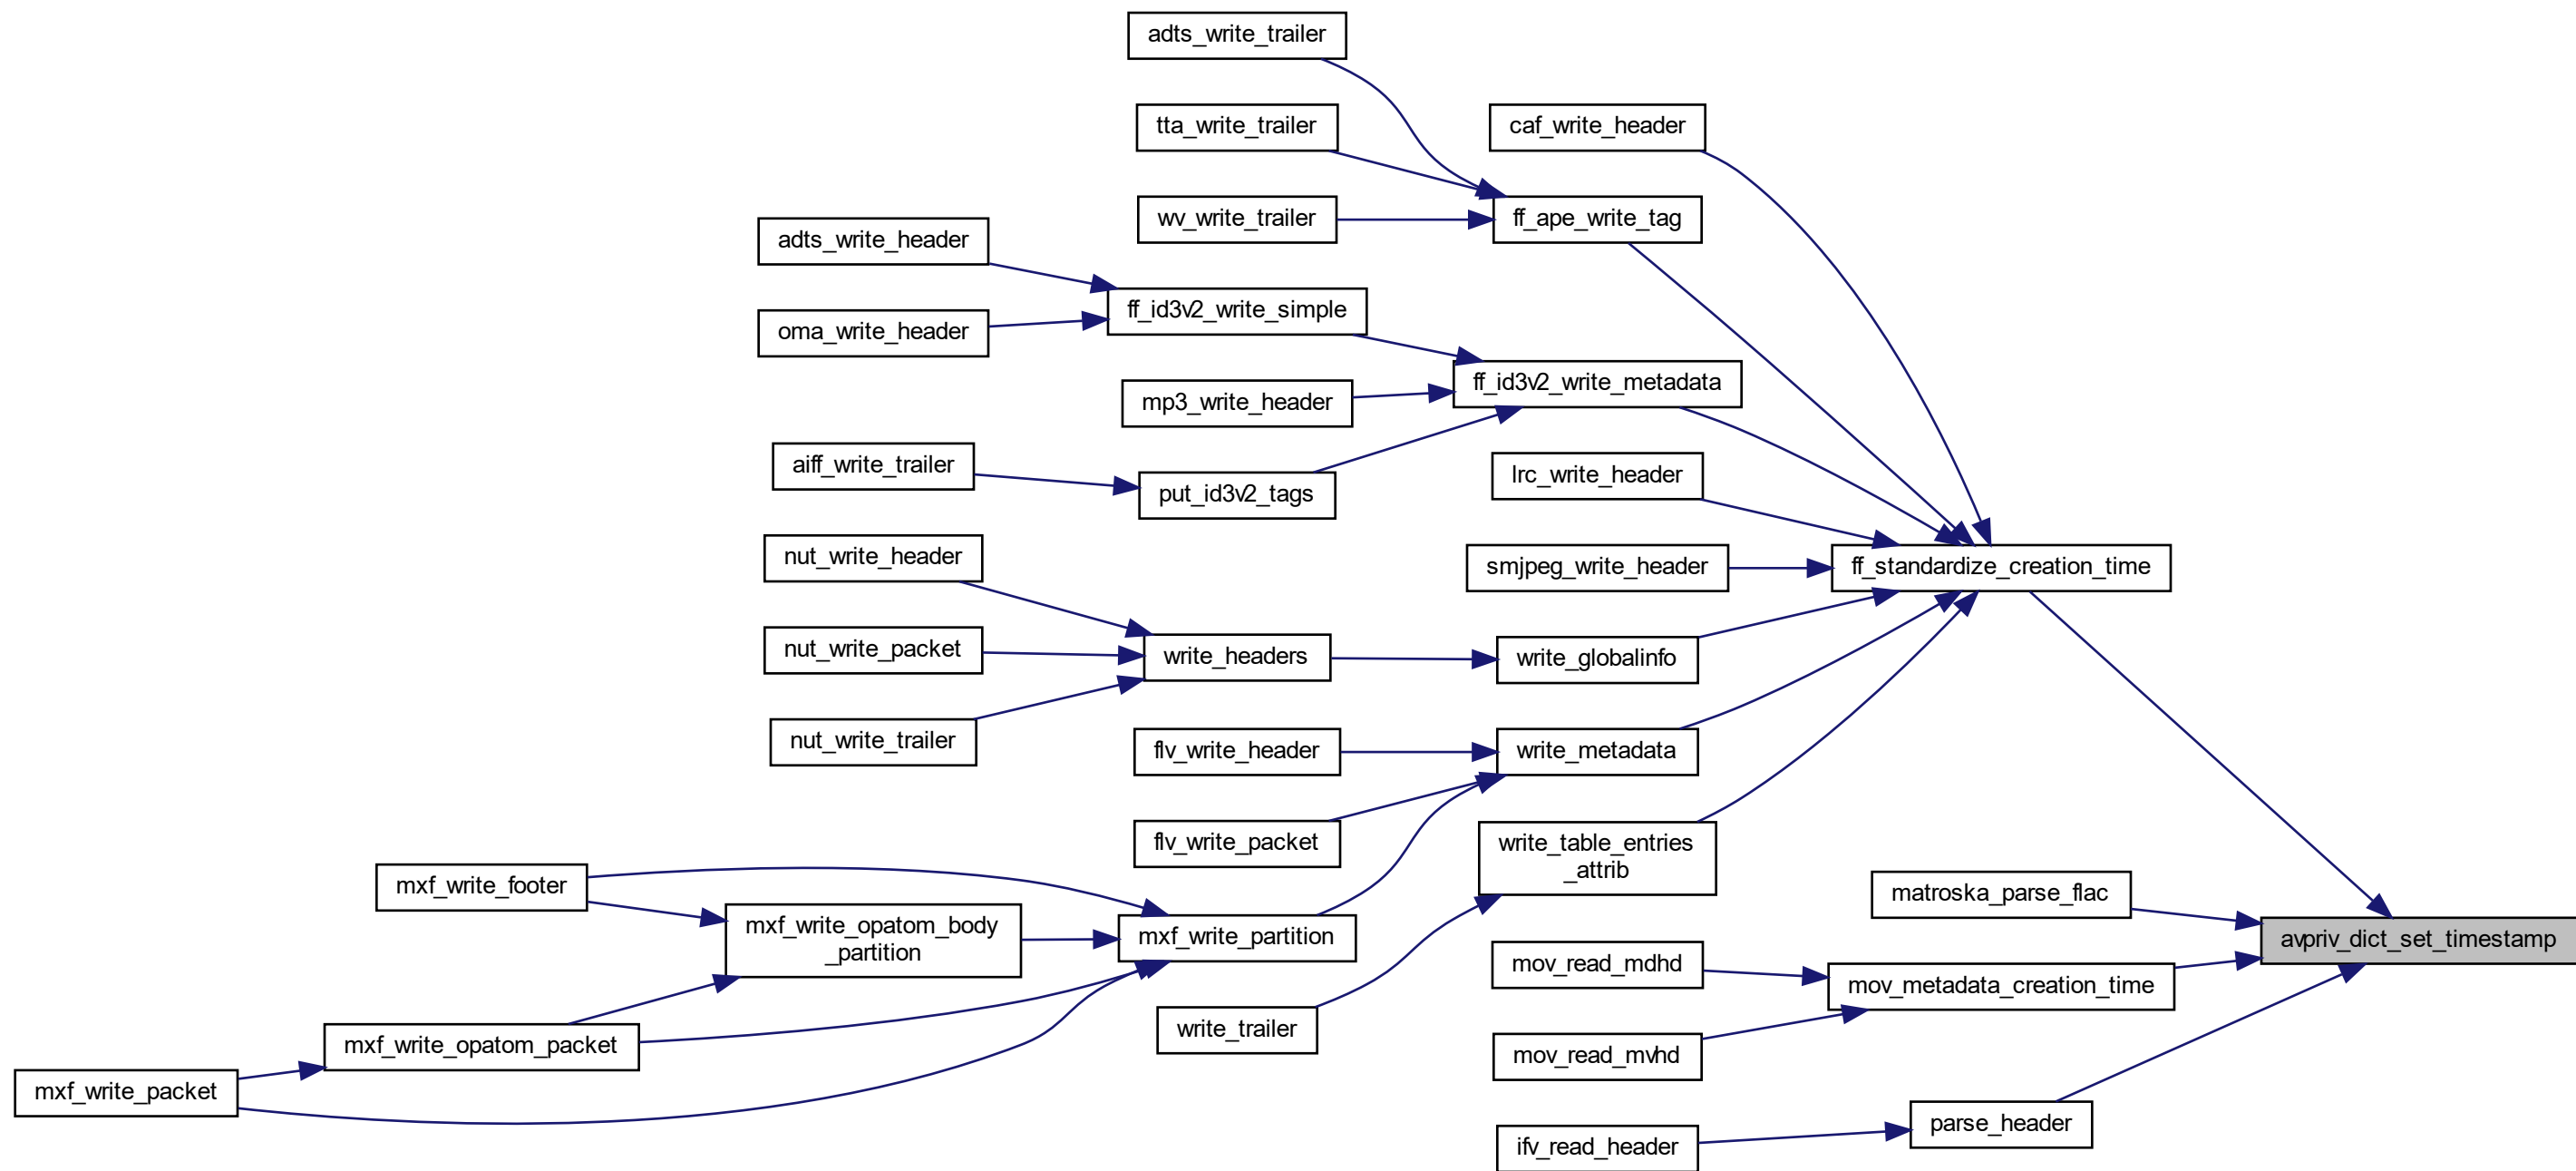 adts_write_trailer
tta_write_trailer
caf_write_header
wv_write_trailer
ff_ape_write_tag
adts_write_header
oma_write_header
ff_id3v2_write_simple
mp3_write_header
ff_id3v2_write_metadata
aiff_write_trailer
put_id3v2_tags
lrc_write_header
nut_write_header
smjpeg_write_header
ff_standardize_creation_time
nut_write_packet
write_headers
write_globalinfo
nut_write_trailer
flv_write_header
write_metadata
flv_write_packet
write_table_entries
_attrib
mxf_write_footer
matroska_parse_flac
mxf_write_opatom_body
_partition
mxf_write_partition
avpriv_dict_set_timestamp
mov_read_mdhd
mov_metadata_creation_time
mxf_write_opatom_packet
write_trailer
mov_read_mvhd
mxf_write_packet
parse_header
ifv_read_header